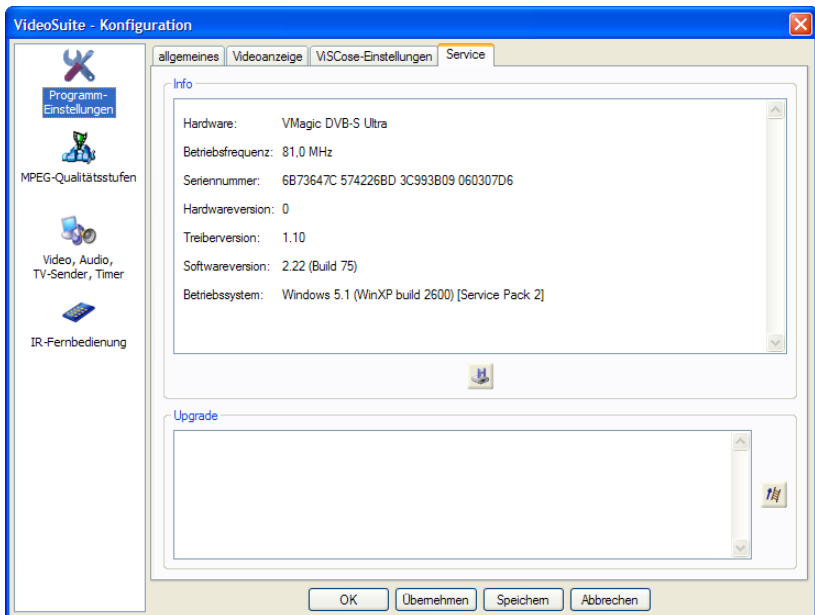 VideoSuite - Konfiguration
Programm-
Einstellungen
MPEG-Qualitätsstufen
Video, Audio,
TV-Sender, Timer
IR-Fernbedienung
allgemeines Videoanzeige ViSCose-Einstellungen Service
Info
Hardware: VMagic DVB-S Ultra
Betriebsfrequenz: 81,0 MHz
Seriennummer: 6B73647C 574226BD 3C993B09 060307D6
Hardwareversion: 0
Treiberversion: 1.10
Softwareversion: 2.22 (Build 75)
Betriebssystem: Windows 5.1 (WinXP build 2600) [Service Pack 2]
Upgrade
OK Übernehmen Speichern Abbrechen